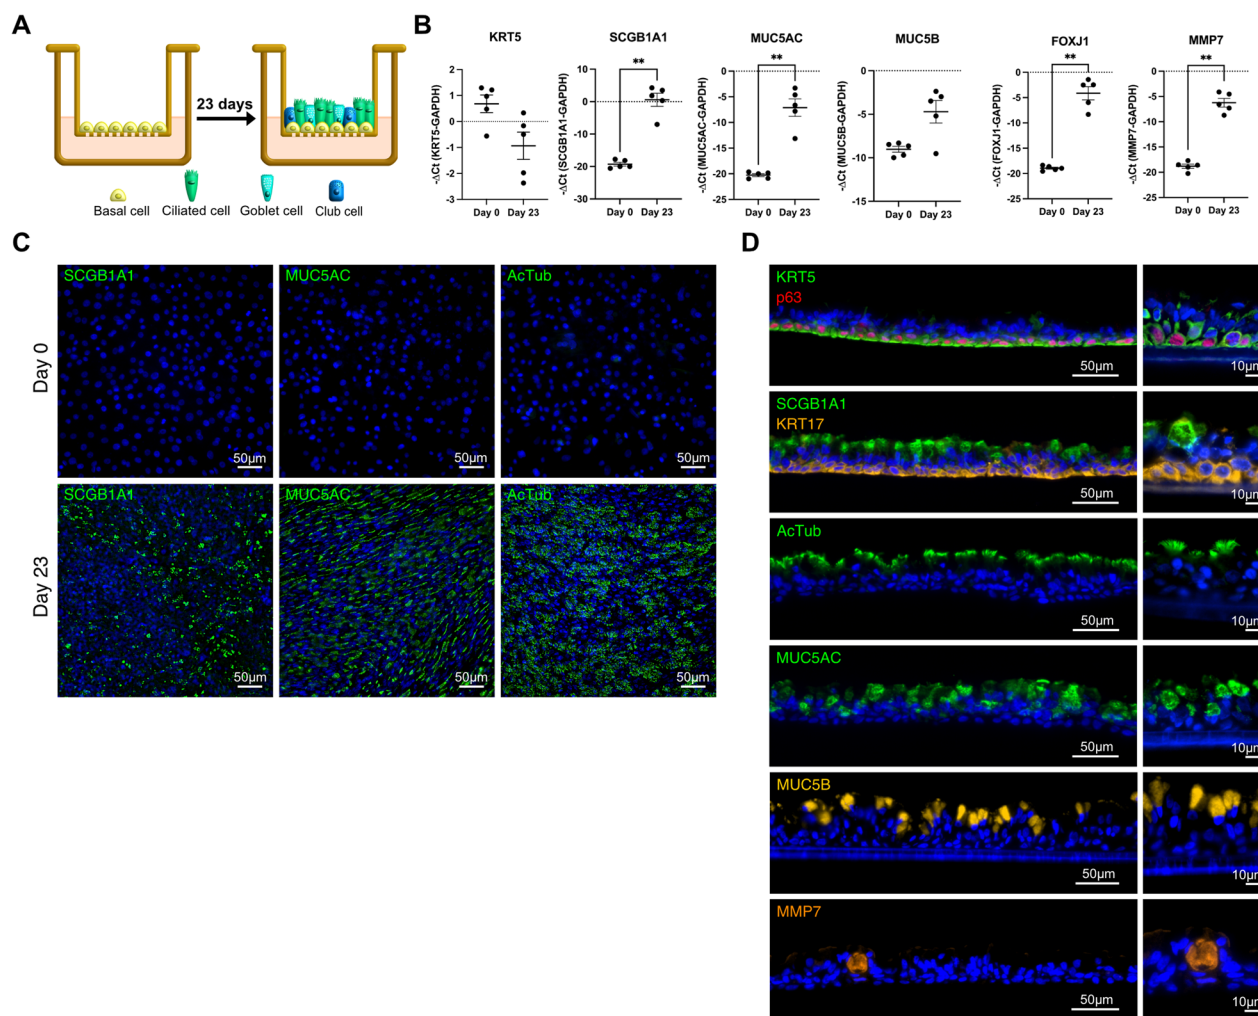 A
23 days
Basal cell
Ciliated cell
Goblet cell
Club cell
B
KRT5
-ΔCt (KRT5-GAPDH)
2
1
0
-1
-2
-3
Day 0 Day 23
SCGB1A1
**
-ΔCt (SCGB1A1-GAPDH)
10
0
-10
-20
-30
Day 0 Day 23
MUC5AC
**
-ΔCt (MUC5AC-GAPDH)
0
-5
-10
-15
-20
-25
Day 0 Day 23
MUC5B
-ΔCt (MUC5B-GAPDH)
0
-5
-10
-15
Day 0 Day 23
FOXJ1
**
-ΔCt (FOXJ1-GAPDH)
0
-5
-10
-15
-20
-25
Day 0 Day 23
MMP7
**
-ΔCt (MMP7-GAPDH)
0
-5
-10
-15
-20
-25
Day 0 Day 23
C
Day 0
SCGB1A1
50µm
MUC5AC
50µm
AcTub
50µm
Day 23
SCGB1A1
50µm
MUC5AC
50µm
AcTub
50µm
D
KRT5
p63
50µm
10µm
SCGB1A1
KRT17
50µm
10µm
AcTub
50µm
10µm
MUC5AC
50µm
10µm
MUC5B
50µm
10µm
MMP7
50µm
10µm